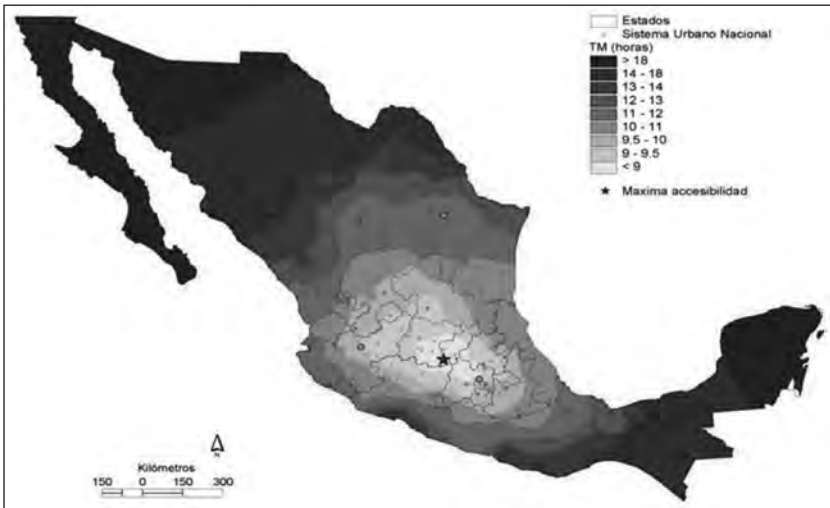 Estados
Sistema Urbano Nacional
TM (horas)
> 18
14 - 18
13 - 14
12 - 13
11 - 12
10 - 11
9.5 - 10
9 - 9.5
< 9
Maxima accesibilidad
N
Kilómetros
150 0 150 300